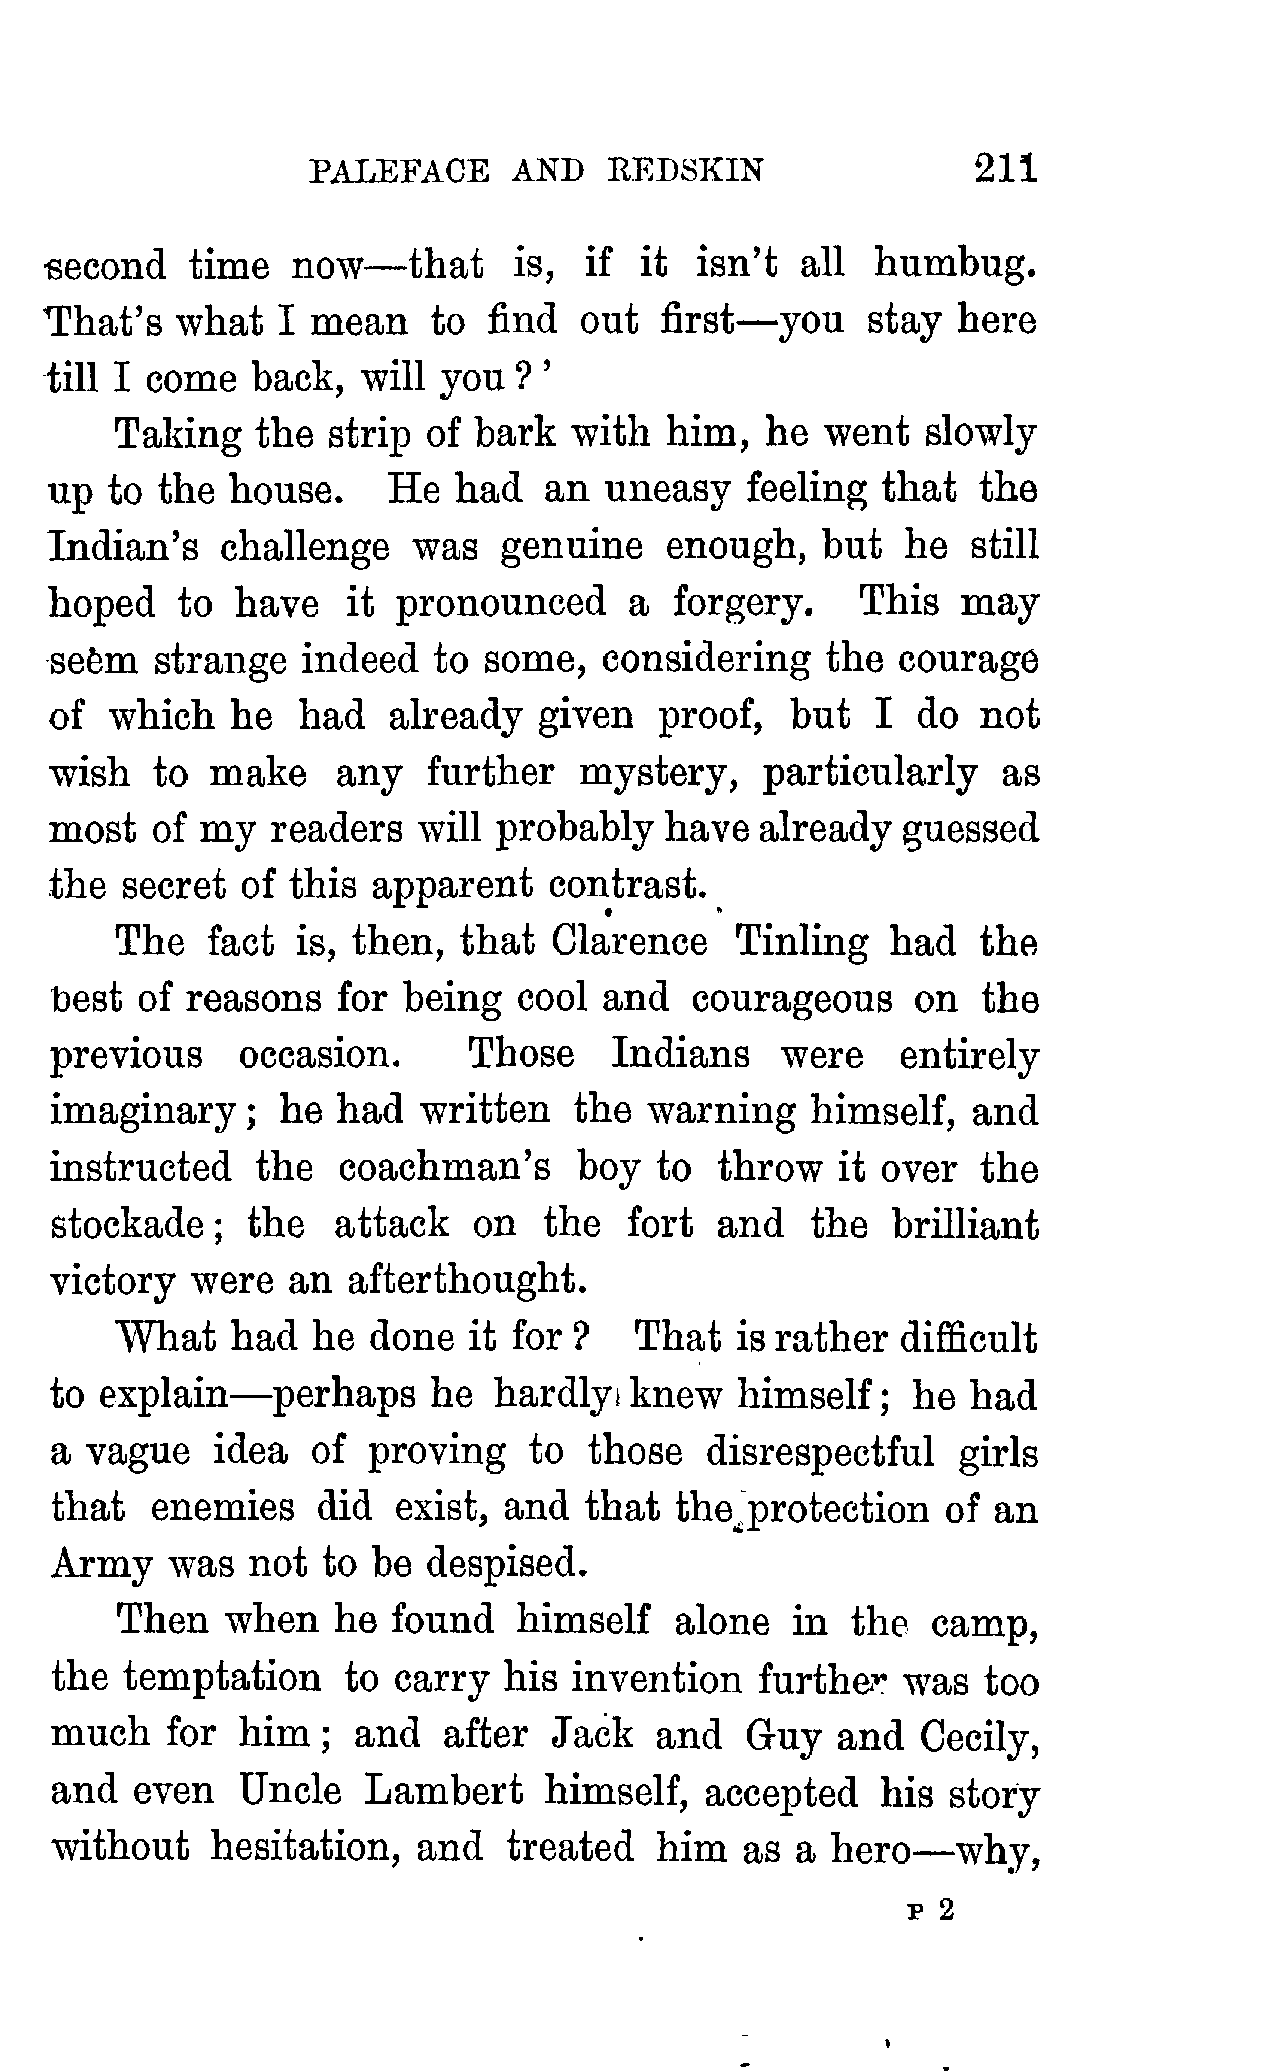 PALEFACE AND REDSKIN 211
second time now—that is, if it isn't all humbug.
That's what I mean to find out first—you stay here
till I come back, will you ? '
Taking the strip of bark with him, he went slowly
up to the house. He had an uneasy feeling that the
Indian's challenge was genuine enough, but he still
hoped to have it pronounced a forgery. This may
seem strange indeed to some, considering the courage
of which he had already given proof, but I do not
wish to make any further mystery, particularly as
most of my readers will probably have already guessed
the secret of this apparent contrast.
The fact is, then, that Clarence Tinling had the
best of reasons for being cool and courageous on the
previous occasion. Those Indians were entirely
imaginary ; he had written the warning himself, and
instructed the coachman's boy to throw it over the
stockade ; the attack on the fort and the brilliant
victory were an afterthought.
What had he done it for ? That is rather difficult
to explain—perhaps he hardly knew himself ; he had
a vague idea of proving to those disrespectful girls
that enemies did exist, and that the protection of an
Army was not to be despised.
Then when he found himself alone in the camp,
the temptation to carry his invention further was too
much for him ; and after Jack and Guy and Cecily,
and even Uncle Lambert himself, accepted his story
without hesitation, and treated him as a hero—why,
P 2